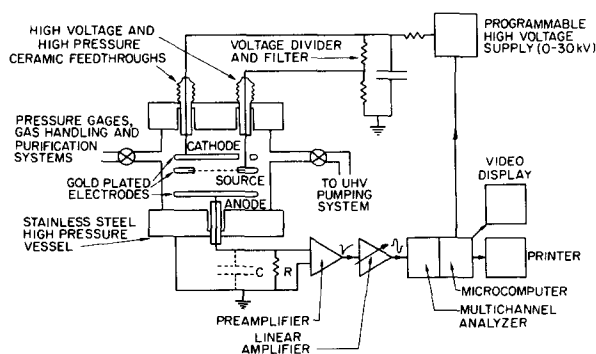 HIGH VOLTAGE AND
HIGH PRESSURE
CERAMIC FEEDTHROUGHS
VOLTAGE DIVIDER
AND FILTER
PROGRAMMABLE
HIGH VOLTAGE
SUPPLY (0-30kV)
PRESSURE GAGES,
GAS HANDLING AND
PURIFICATION
SYSTEMS
CATHODE
GOLD PLATED
ELECTRODES
SOURCE
ANODE
TO UHV
PUMPING
SYSTEM
STAINLESS STEEL
HIGH PRESSURE
VESSEL
VIDEO
DISPLAY
C
R
PRINTER
PREAMPLIFIER
LINEAR
AMPLIFIER
MICROCOMPUTER
MULTICHANNEL
ANALYZER